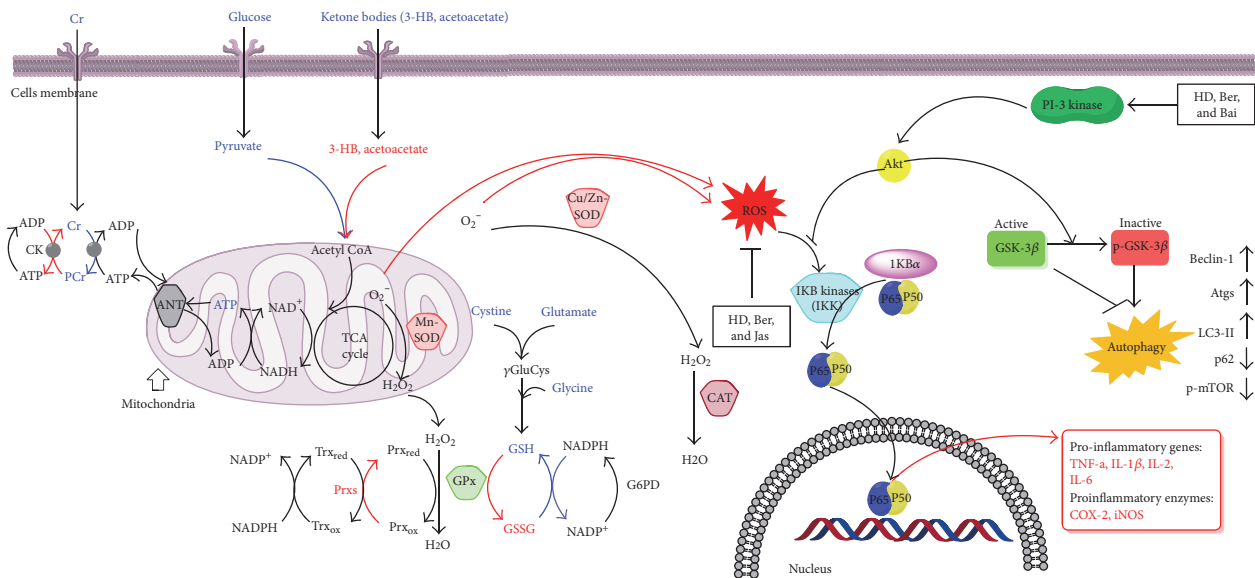 Cr
Glucose
Ketone bodies (3-HB, acetoacetate)
Cells membrane
PI-3 kinase
HD, Ber,
and Bai
Pyruvate
3-HB, acetoacetate
Akt
Cu/Zn-
SOD
ROS
O₂⁻
ADP
Cr
ADP
CK
ATP
PCr
ATP
Acetyl CoA
Active
GSK-3β
Inactive
p-GSK-3β
1KBα
P65
P50
IKB kinases
(IKK)
Beclin-1
Atgs
LC3-II
p62
p-mTOR
Autophagy
ANT
ATP
NAD⁺
O₂⁻
Mn-
SOD
TCA
cycle
ADP
NADH
H₂O₂
Mitochondria
Cystine
Glutamate
γGluCys
Glycine
HD, Ber,
and Jas
H₂O₂
CAT
H2O
P65
P50
H₂O₂
NADP⁺
Trx_red
Prx_red
Prxs
GPx
GSH
NADPH
G6PD
NADPH
Trx_ox
Prx_ox
GSSG
NADP⁺
H2O
P65
P50
Nucleus
Pro-inflammatory genes:
TNF-a, IL-1β, IL-2,
IL-6
Proinflammatory enzymes:
COX-2, iNOS